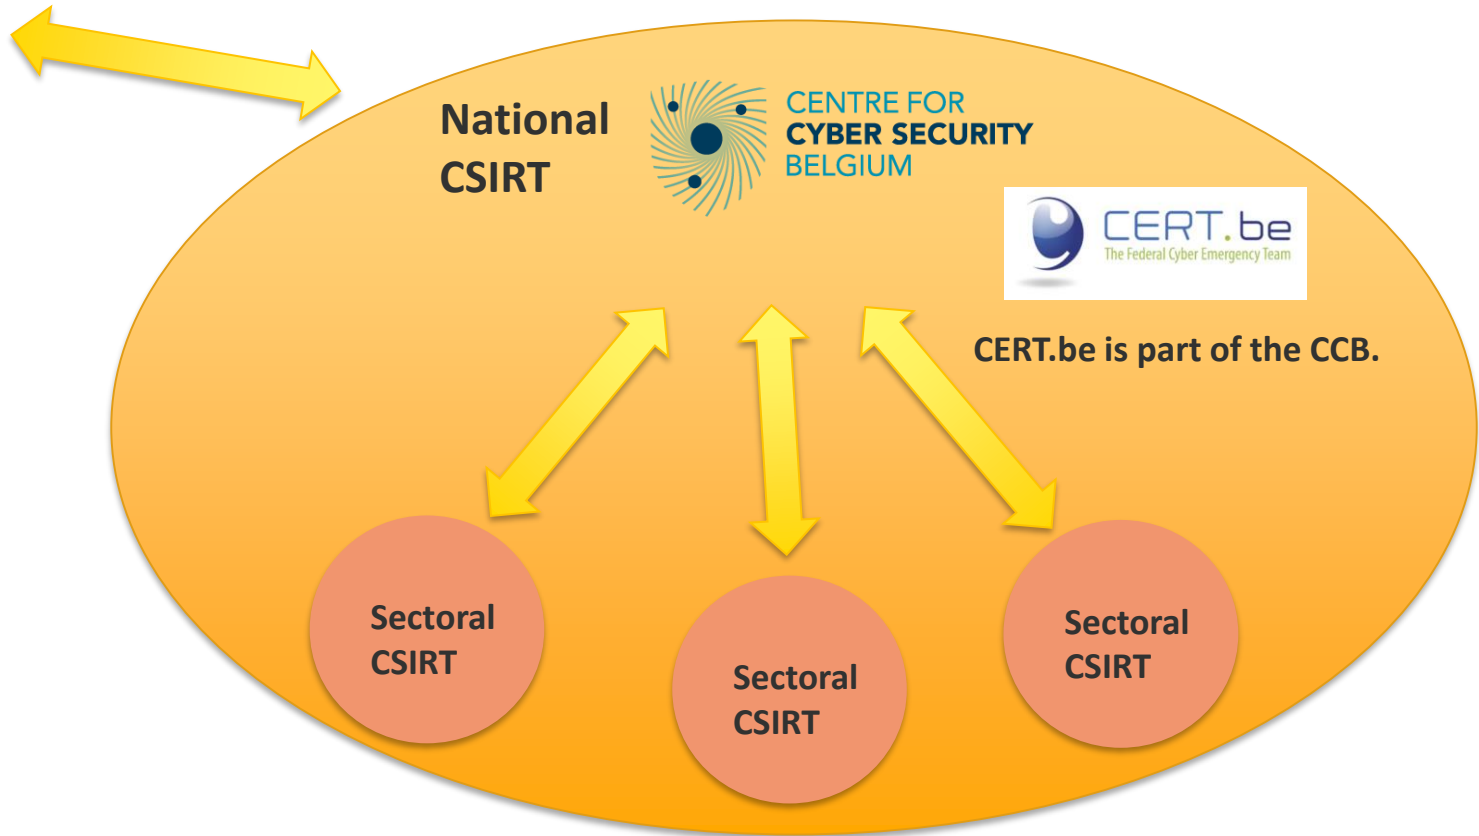 National
CSIRT
CENTRE FOR
CYBER SECURITY
BELGIUM
CERT.be
The Federal Cyber Emergency Team
CERT.be is part of the CCB.
Sectoral
CSIRT
Sectoral
CSIRT
Sectoral
CSIRT